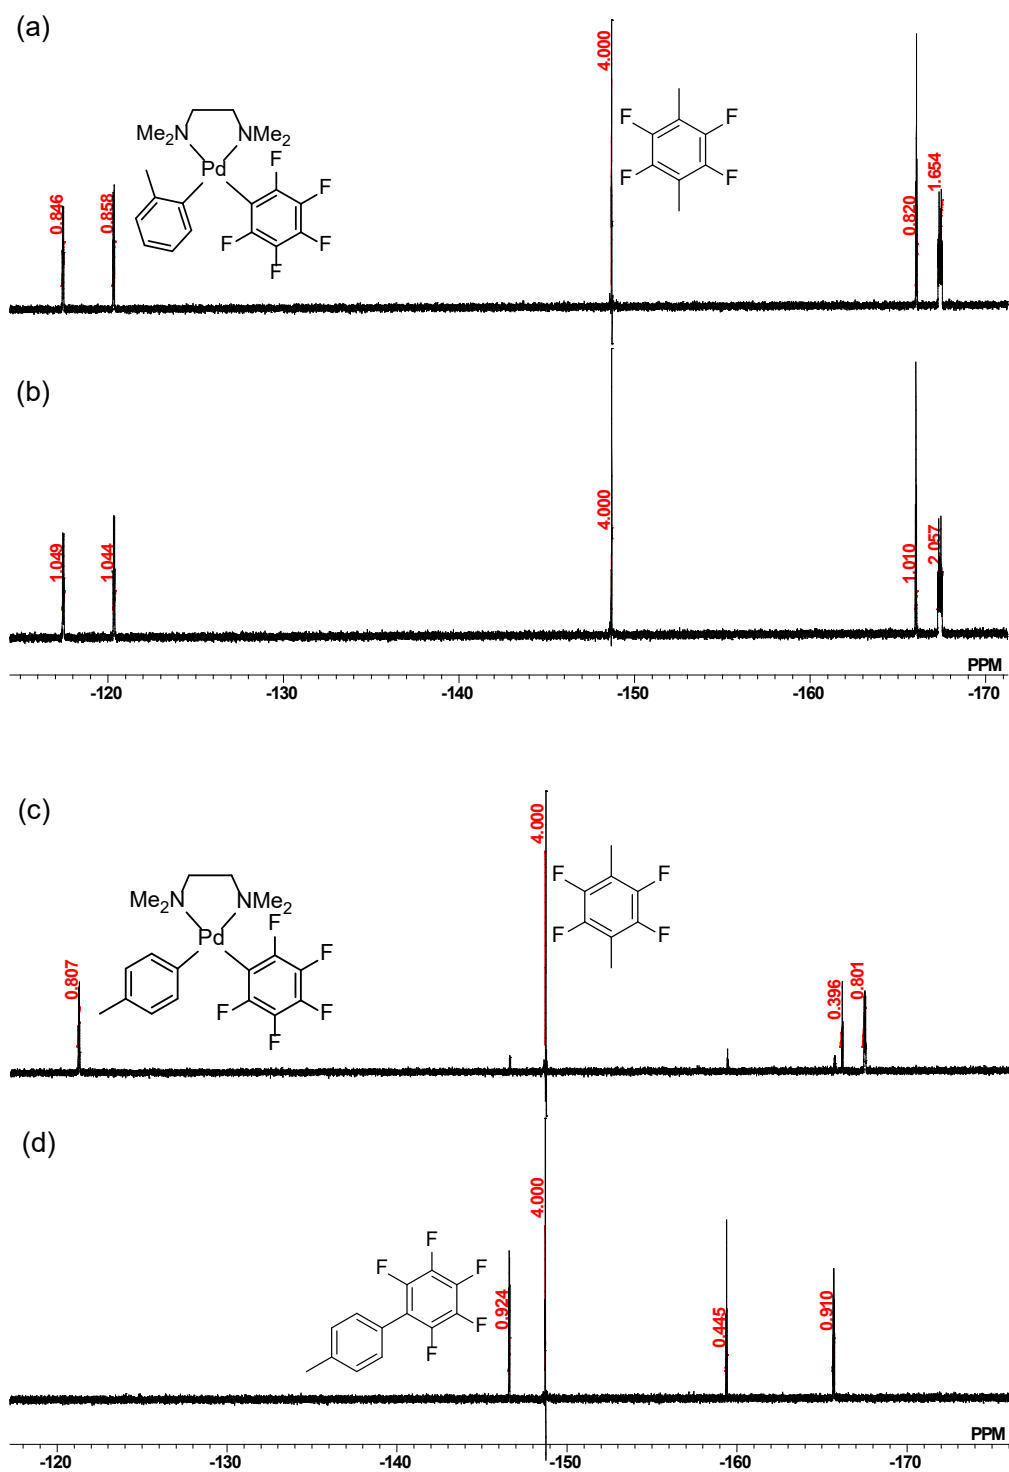 (a)
4.000
Me2N NMe2
Pd
F
F
F
F
F
F F
F F
0.846
0.858
0.820
1.654
(b)
1.049
1.044
4.000
1.010
2.057
PPM
-120 -130 -140 -150 -160 -170
(c)
4.000
Me2N NMe2
Pd
F
F
F
F
F
F F
F F
0.807
0.396
0.801
(d)
4.000
F
F
F
F
F
0.924
0.445
0.910
PPM
-120 -130 -140 -150 -160 -170